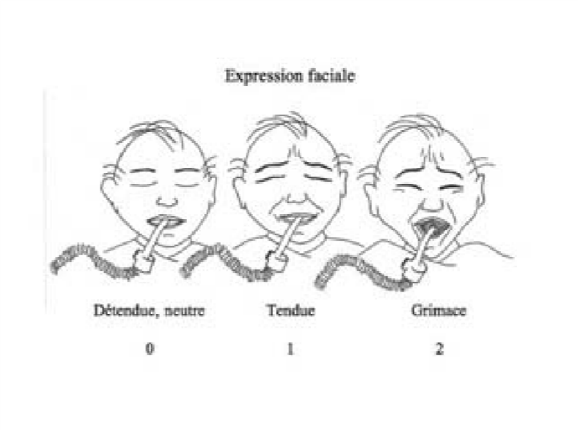 Expression faciale
Détendue, neutre Tendue Grimace
0 1 2